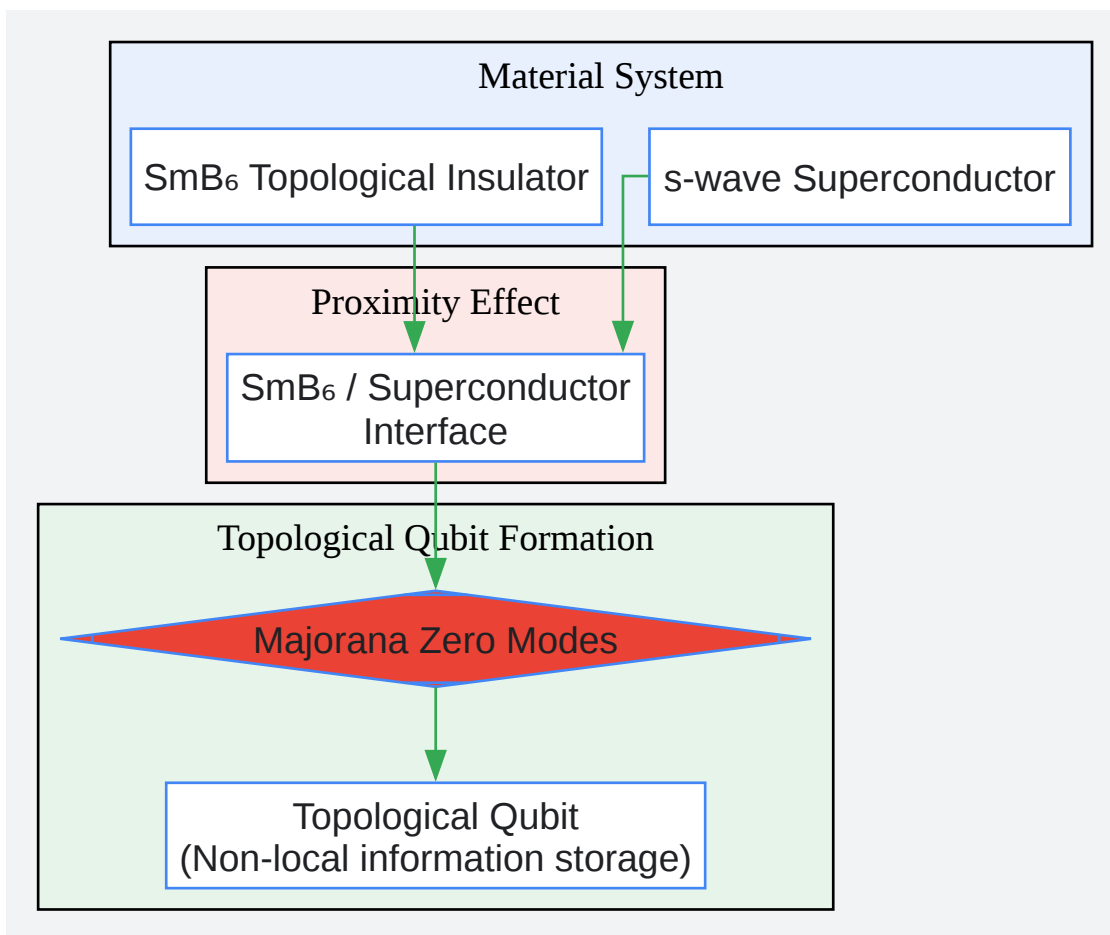 Material System
SmB₆ Topological Insulator
s-wave Superconductor
Proximity Effect
SmB₆ / Superconductor
Interface
Topological Qubit Formation
Majorana Zero Modes
Topological Qubit
(Non-local information storage)